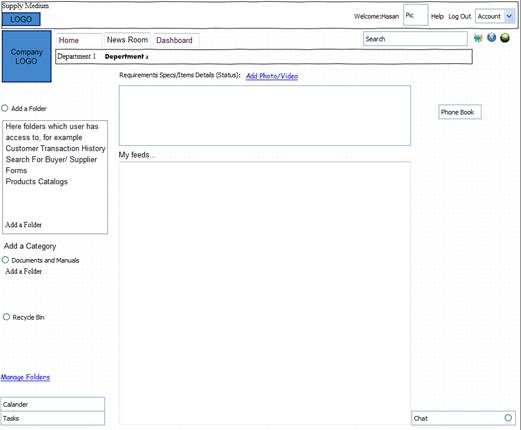 Supply Medium
LOGO
Welcome:Hasan
Pic
Help
Log Out
Account
Company
LOGO
Home
News Room
Dashboard
Search
Department 1
Department 2
Requirements Specs/Items Details (Status):
Add Photo/Video
Add a Folder
Phone Book
Here folders which user has
access to, for example
Customer Transaction History
Search For Buyer/ Supplier
Forms
Products Catalogs
Add a Folder
My feeds...
Add a Category
Documents and Manuals
Add a Folder
Recycle Bin
Manage Folders
Calander
Tasks
Chat